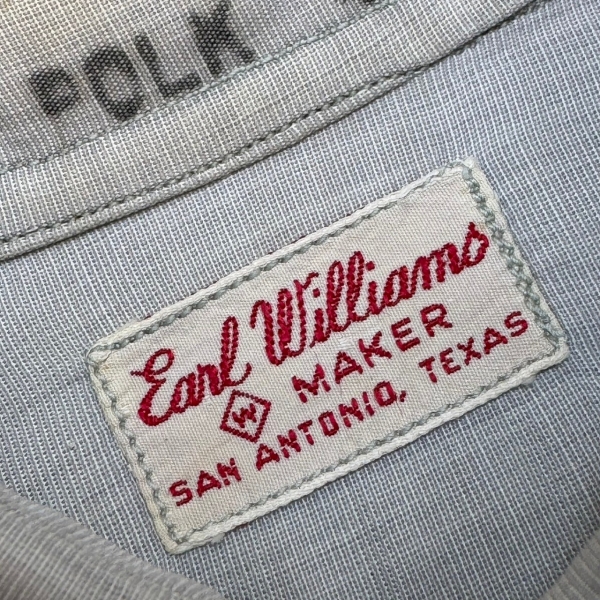 POLK
Earl Williams
W MAKER
SAN ANTONIO, TEXAS